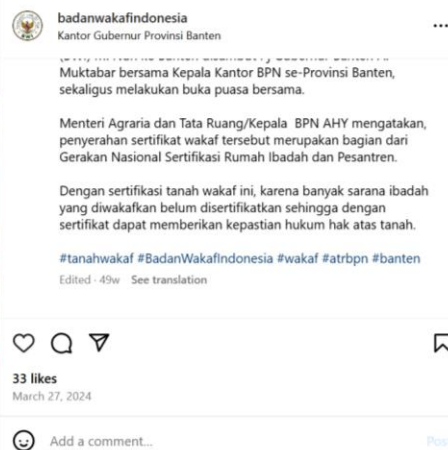 badanwakafindonesia
Kantor Gubernur Provinsi Banten
Muktabar bersama Kepala Kantor BPN se-Provinsi Banten,
sekaligus melakukan buka puasa bersama.
Menteri Agraria dan Tata Ruang/Kepala BPN AHY mengatakan,
penyerahan sertifikat wakaf tersebut merupakan bagian dari
Gerakan Nasional Sertifikasi Rumah Ibadah dan Pesantren.
Dengan sertifikasi tanah wakaf ini, karena banyak sarana ibadah
yang diwakafkan belum disertifikatkan sehingga dengan
sertifikat dapat memberikan kepastian hukum hak atas tanah.
#tanahwakaf #BadanWakafIndonesia #wakaf #atrbpn #banten
Edited · 49w See translation
33 likes
March 27, 2024
Add a comment...